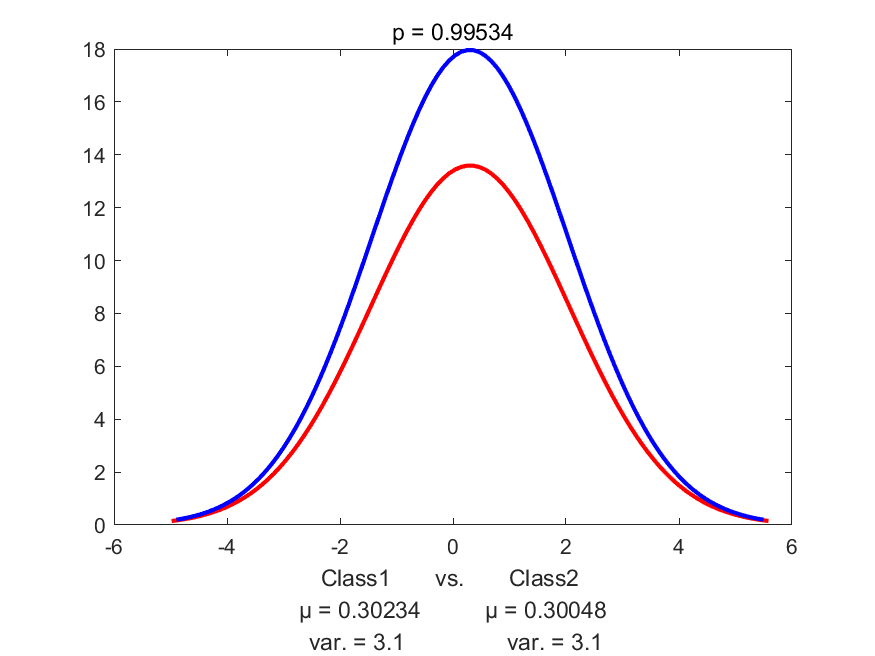 p = 0.99534
18
16
14
12
10
8
6
4
2
0
-6 -4 -2 0 2 4 6
Class1 vs. Class2
μ = 0.30234 μ = 0.30048
var. = 3.1 var. = 3.1